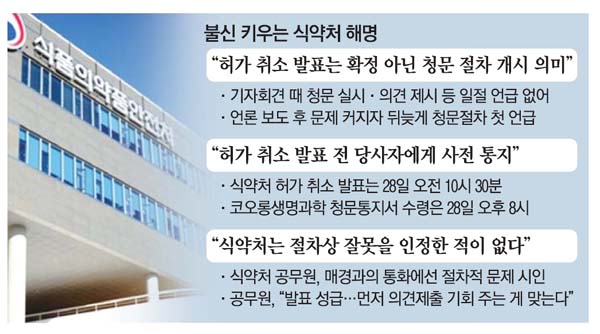 불신 키우는 식약처 해명
식품의약품안전처
“허가 취소 발표는 확정 아닌 청문 절차 개시 의미”
· 기자회견 때 청문 실시·의견 제시 등 일절 언급 없어
· 언론 보도 후 문제 커지자 뒤늦게 청문절차 첫 언급
“허가 취소 발표 전 당사자에게 사전 통지”
· 식약처 허가 취소 발표는 28일 오전 10시 30분
· 코오롱생명과학 청문통지서 수령은 28일 오후 8시
“식약처는 절차상 잘못을 인정한 적이 없다”
· 식약처 공무원, 매경과의 통화에선 절차적 문제 시인
· 공무원, “발표 성급…먼저 의견제출 기회 주는 게 맞는다”